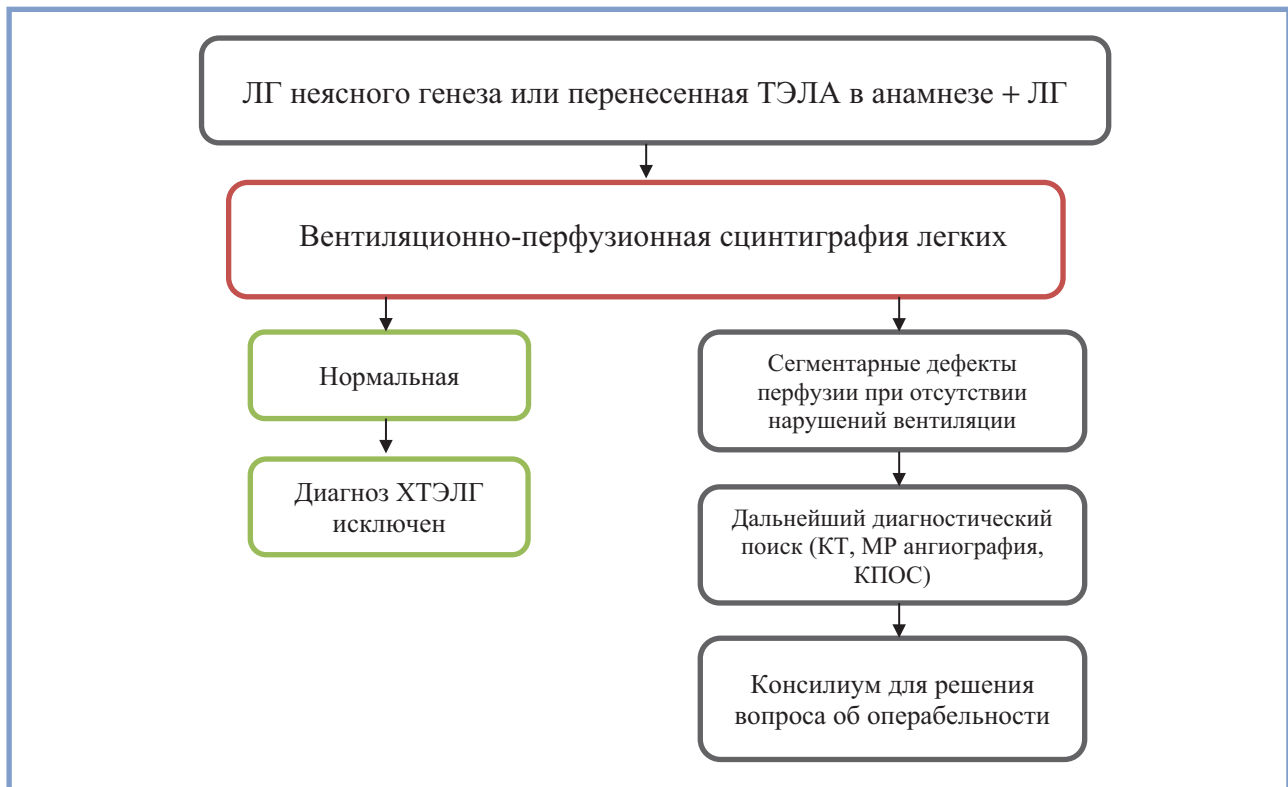 ЛГ неясного генеза или перенесенная ТЭЛА в анамнезе + ЛГ
Вентиляционно-перфузионная сцинтиграфия легких
Нормальная
Диагноз ХТЭЛГ
исключен
Сегментарные дефекты
перфузии при отсутствии
нарушений вентиляции
Дальнейший диагностический
поиск (КТ, МР ангиография,
КПОС)
Консилиум для решения
вопроса об операбельности